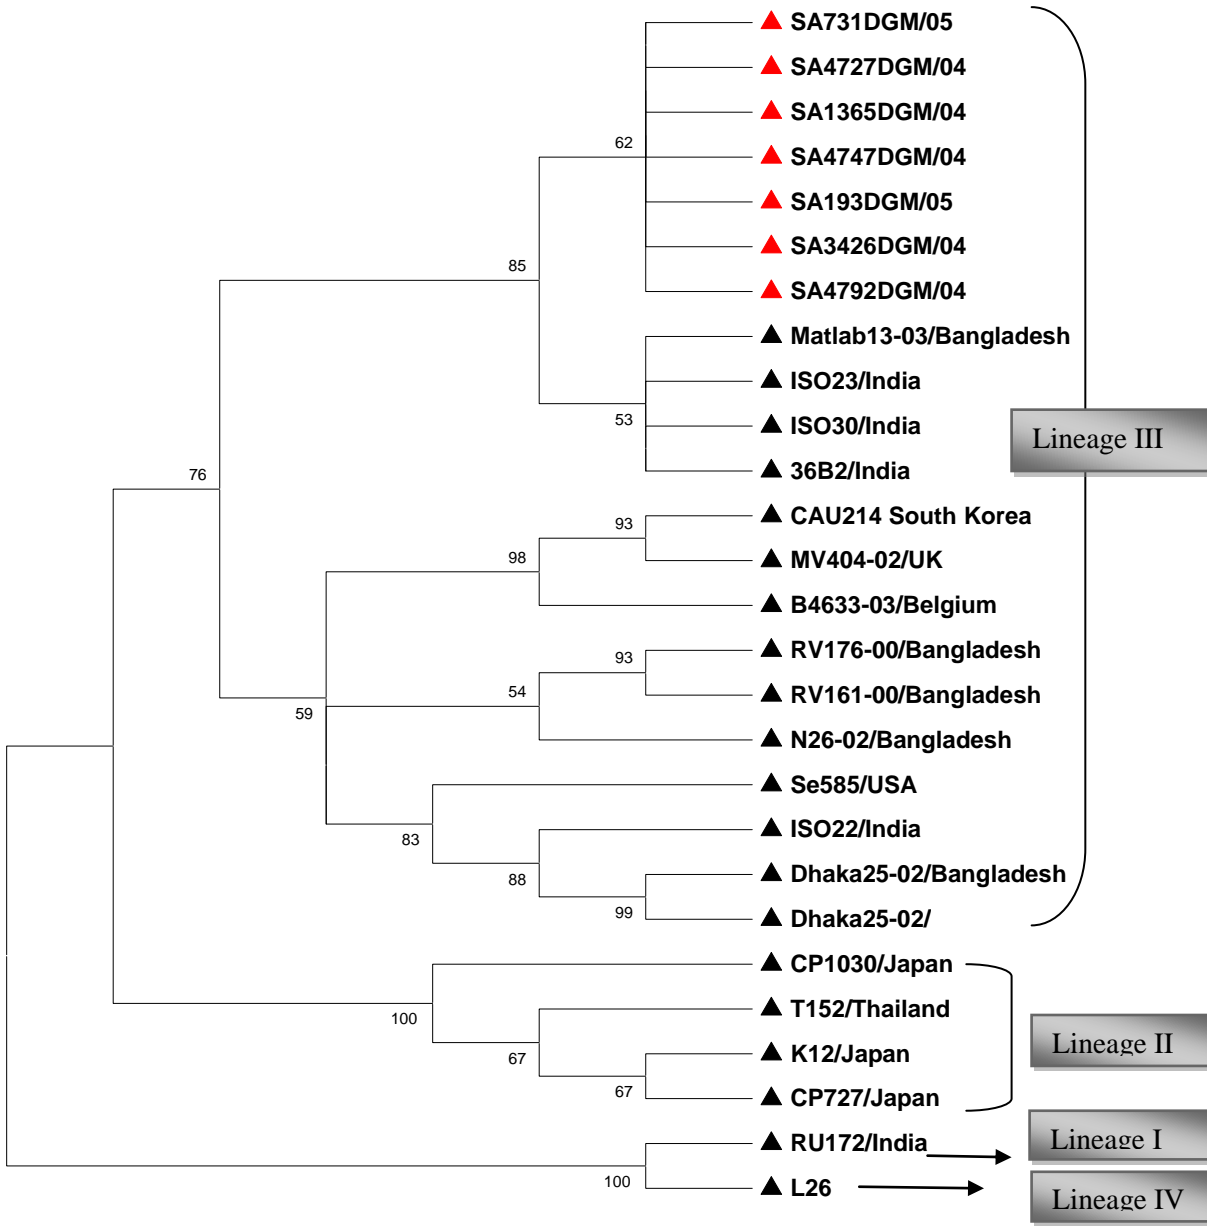 SA731DGM/05
SA4727DGM/04
SA1365DGM/04
62
SA4747DGM/04
SA193DGM/05
SA3426DGM/04
85
SA4792DGM/04
Matlab13-03/Bangladesh
ISO23/India
53
ISO30/India
Lineage III
76
36B2/India
93
CAU214 South Korea
98
MV404-02/UK
B4633-03/Belgium
93
RV176-00/Bangladesh
54
RV161-00/Bangladesh
59
N26-02/Bangladesh
Se585/USA
83
ISO22/India
88
Dhaka25-02/Bangladesh
99
Dhaka25-02/
CP1030/Japan
100
T152/Thailand
67
K12/Japan
Lineage II
67
CP727/Japan
RU172/India
Lineage I
100
L26
Lineage IV